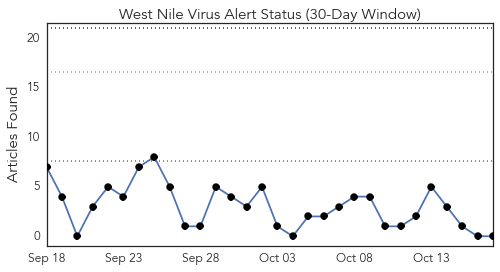 West Nile Virus Alert Status (30-Day Window)
Articles Found
20
15
10
5
0
Sep 18
Sep 23
Sep 28
Oct 03
Oct 08
Oct 13